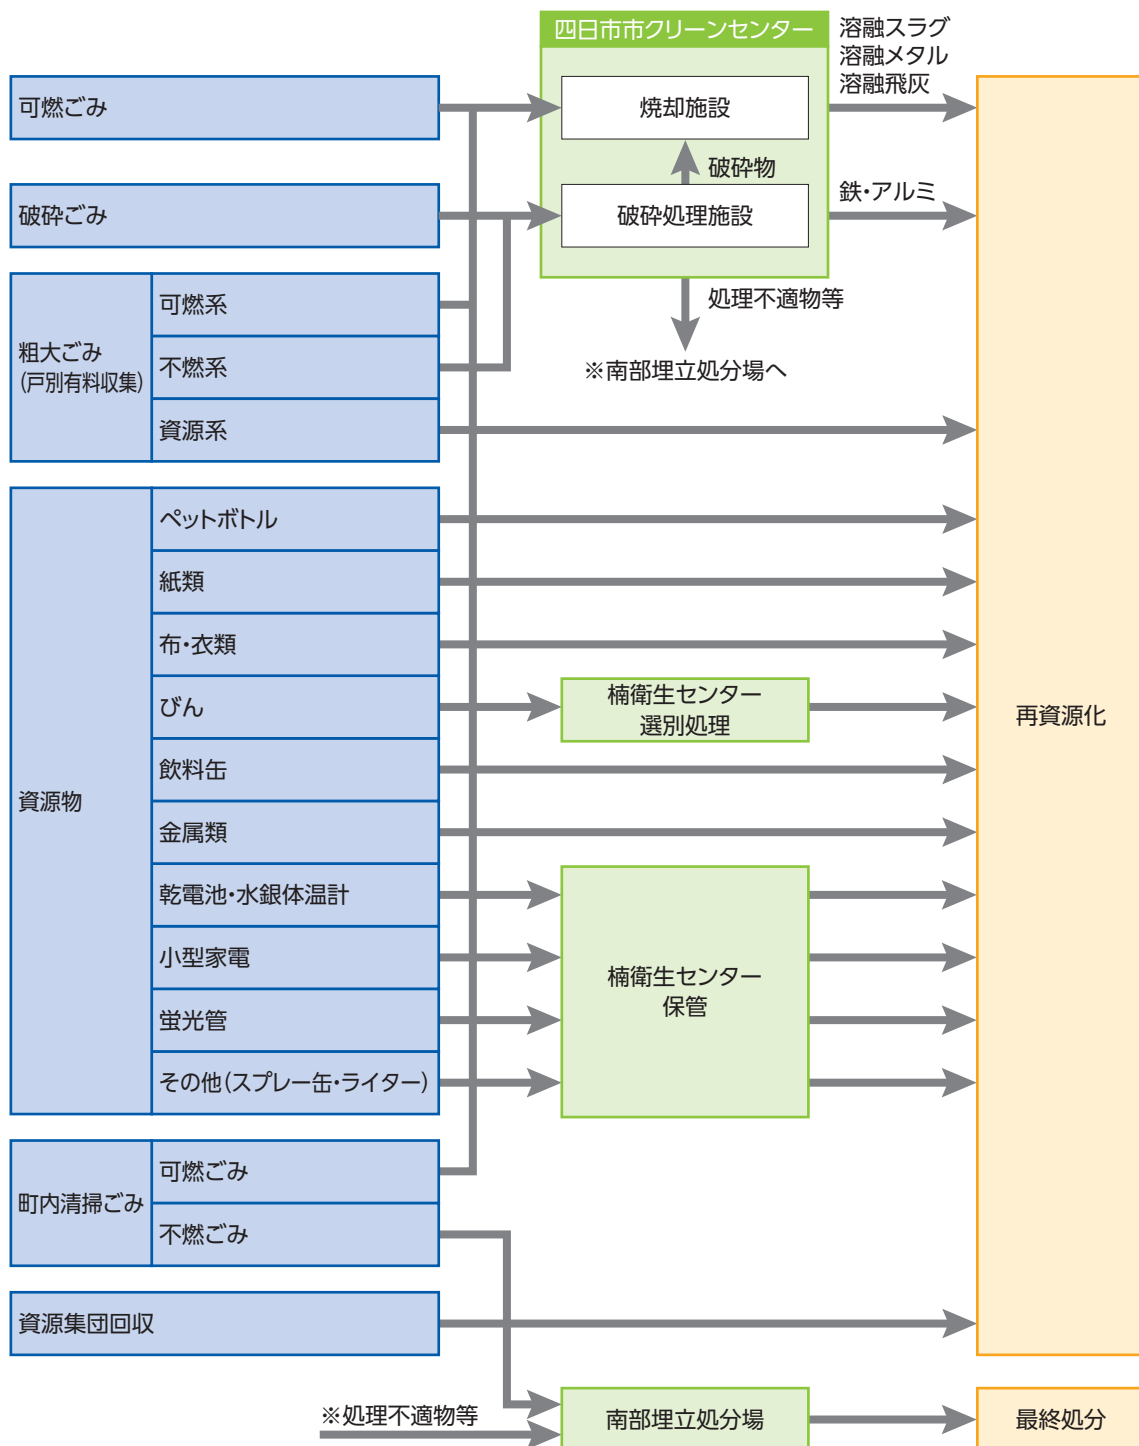 四日市市クリーンセンター
溶融スラグ
溶融メタル
溶融飛灰
可燃ごみ
焼却施設
破砕物
破砕ごみ
破砕処理施設
鉄・アルミ
粗大ごみ
(戸別有料収集)
可燃系
不燃系
資源系
処理不適物等
※南部埋立処分場へ
資源物
ペットボトル
紙類
布・衣類
びん
楠衛生センター
選別処理
飲料缶
金属類
乾電池・水銀体温計
小型家電
蛍光管
その他(スプレー缶・ライター)
楠衛生センター
保管
再資源化
町内清掃ごみ
可燃ごみ
不燃ごみ
資源集団回収
※処理不適物等
南部埋立処分場
最終処分